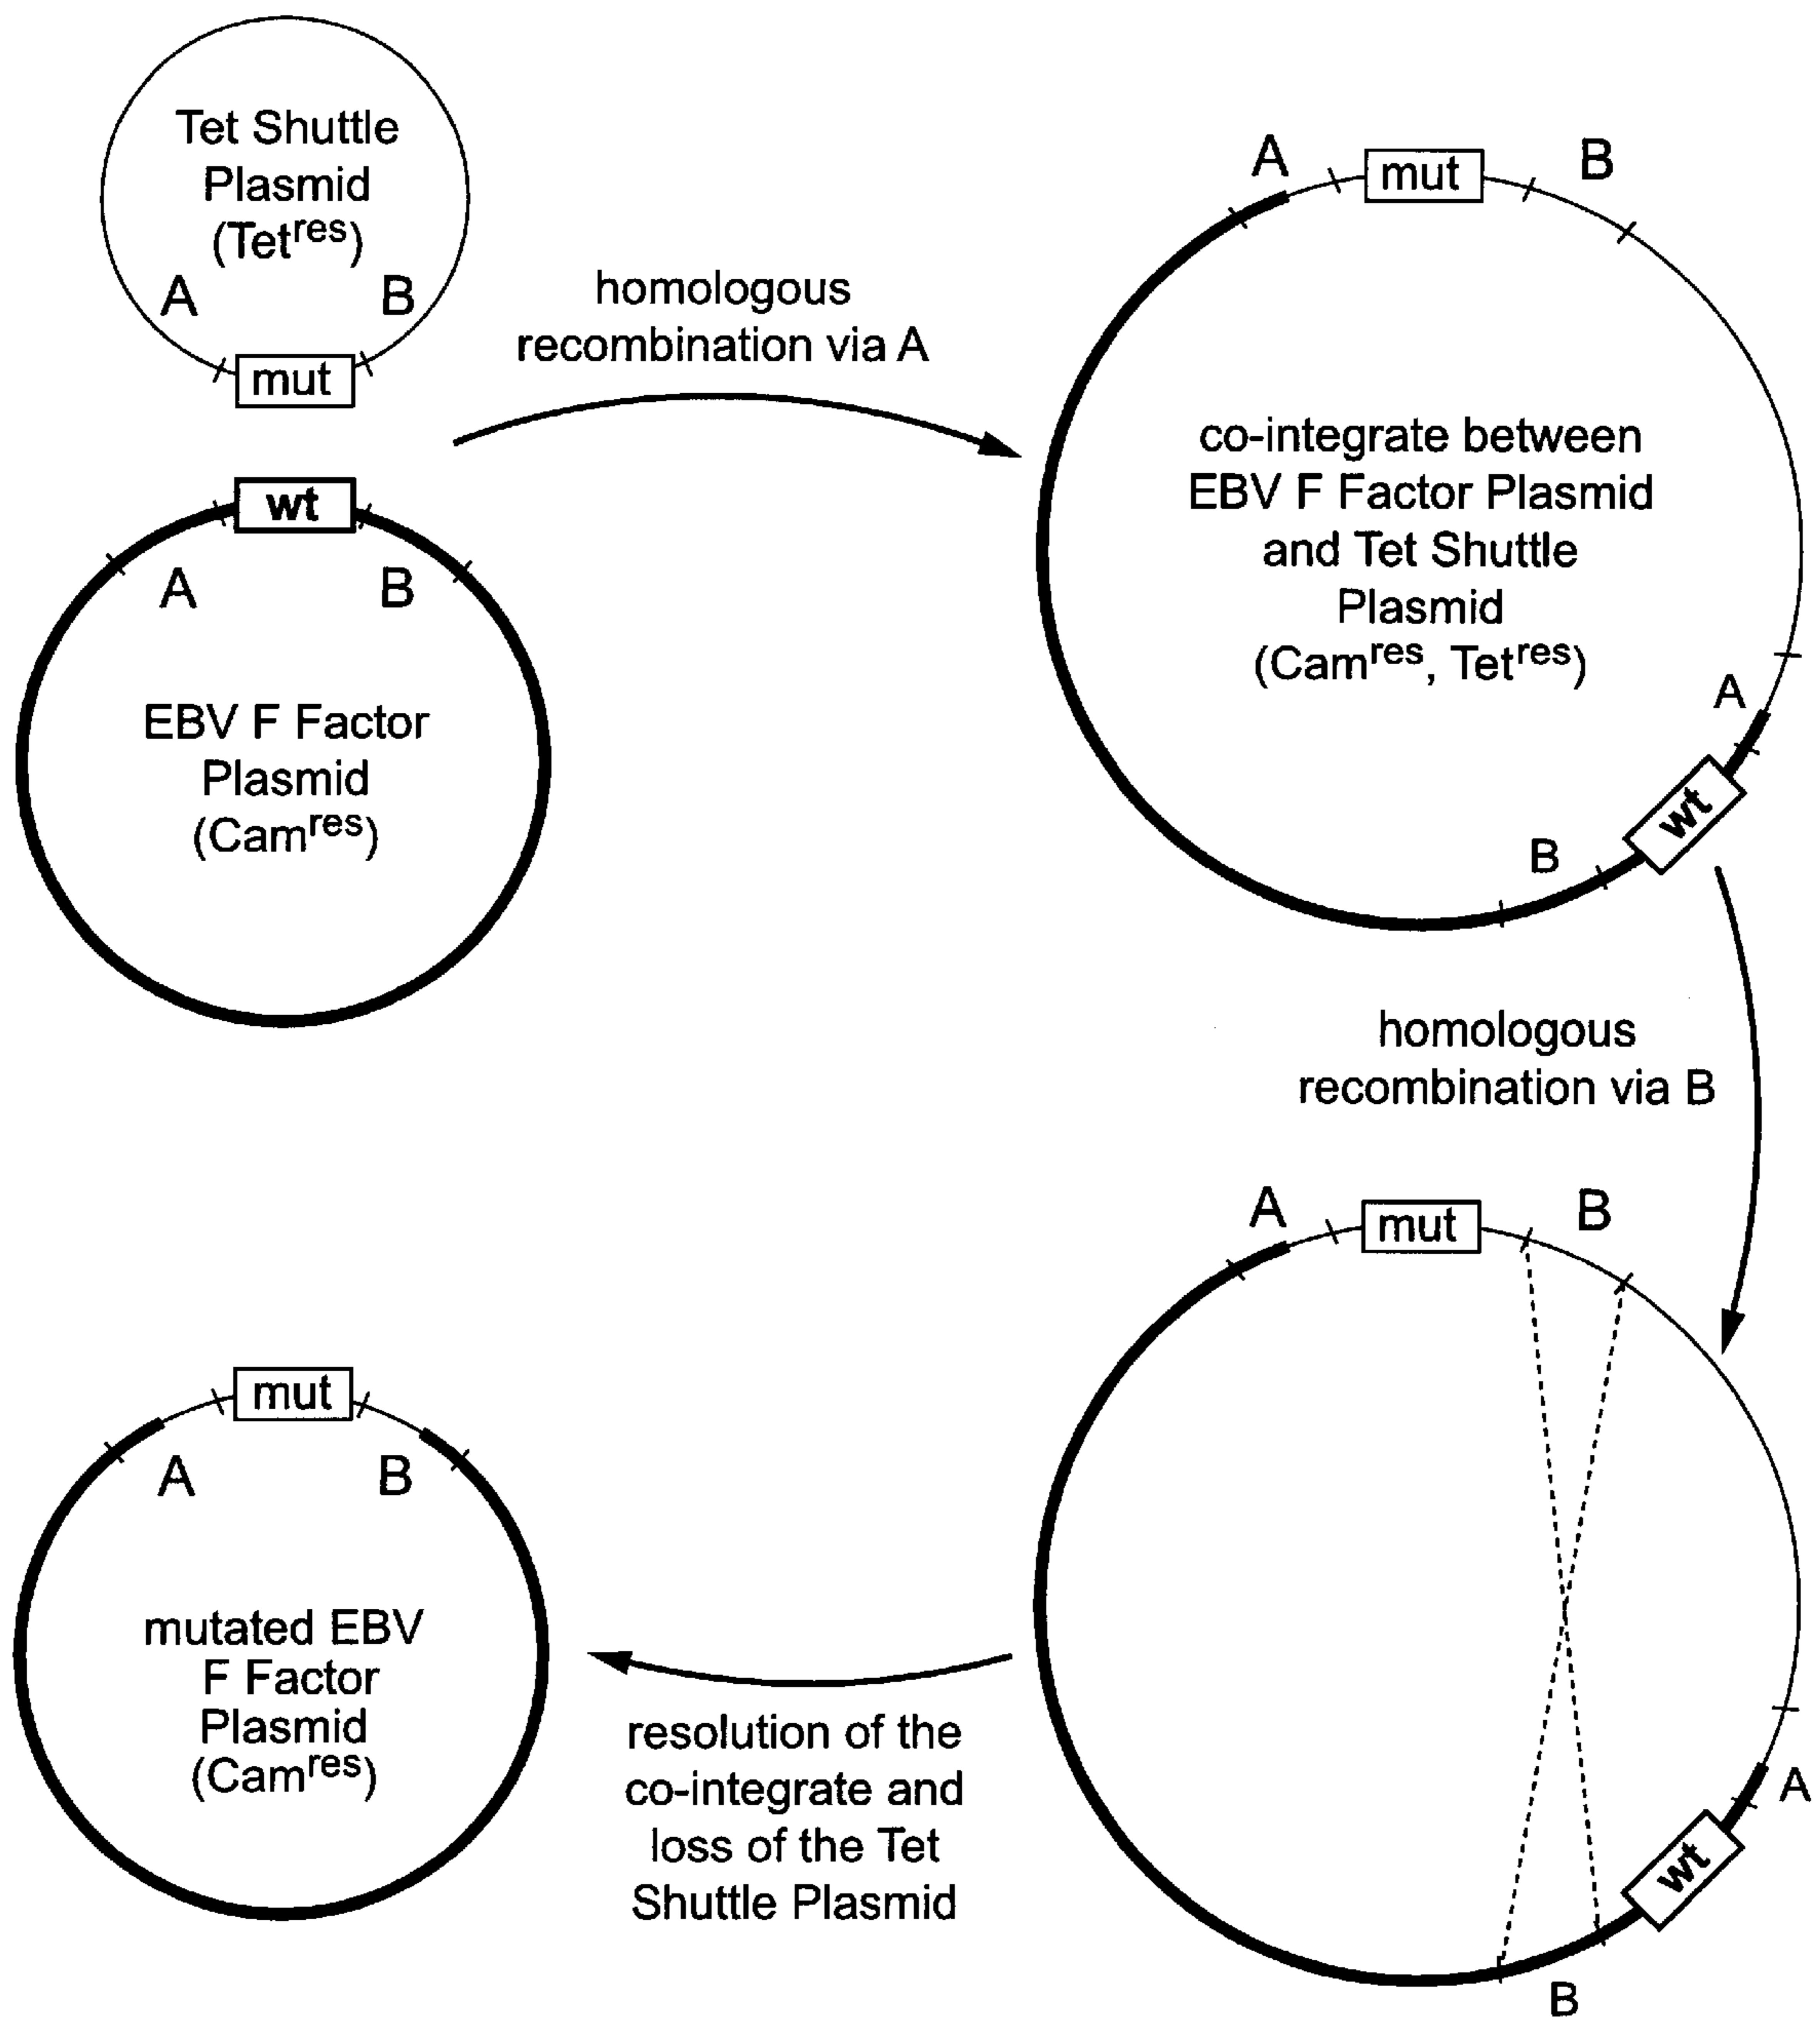 Tet Shuttle
Plasmid
(Tetres)
A
B
mut
homologous
recombination via A
wt
A
B
EBV F Factor
Plasmid
(Camres)
A
mut
B
co-integrate between
EBV F Factor Plasmid
and Tet Shuttle
Plasmid
(Camres, Tetres)
A
wt
B
homologous
recombination via B
A
mut
B
A
wt
B
resolution of the
co-integrate and
loss of the Tet
Shuttle Plasmid
mut
A
B
mutated EBV
F Factor
Plasmid
(Camres)